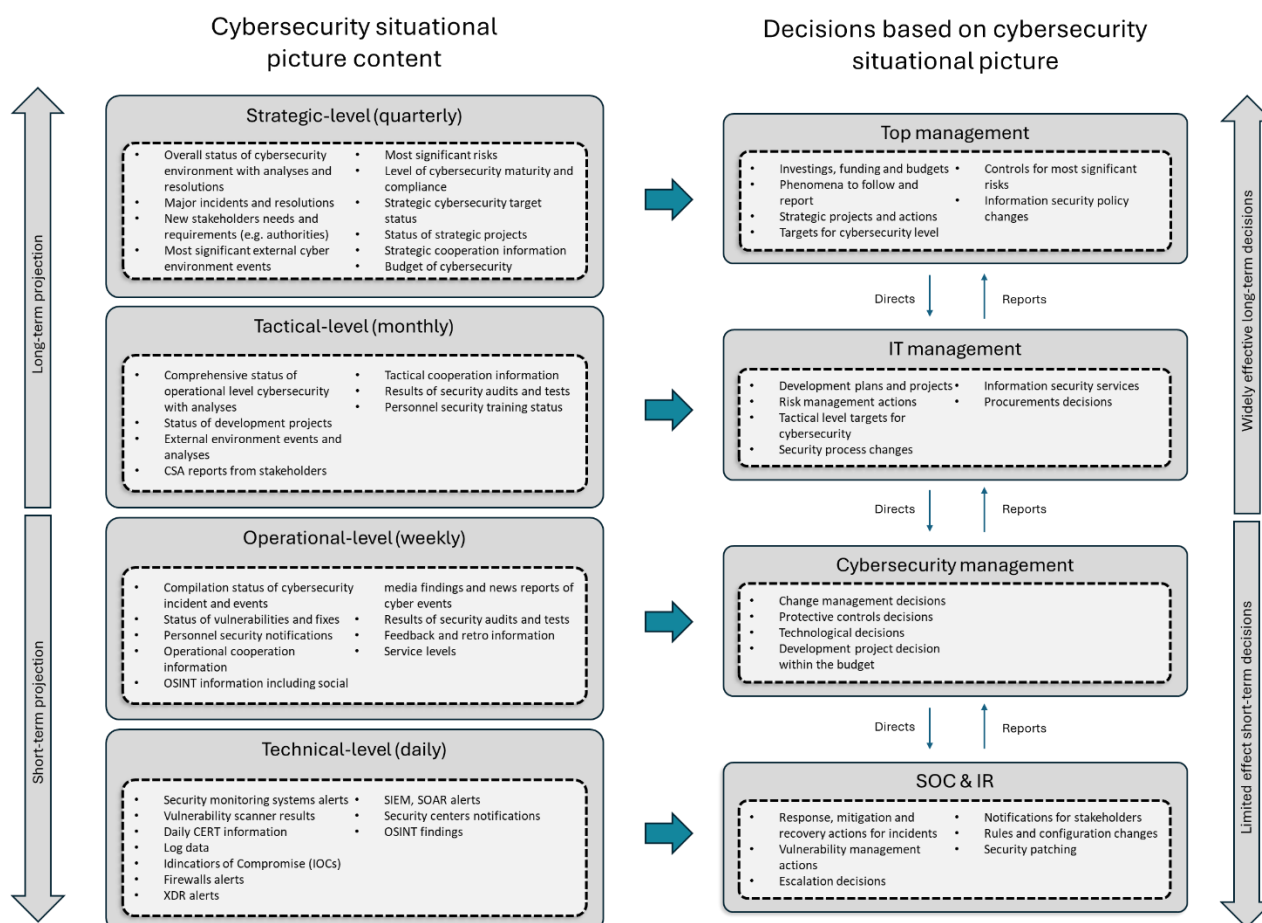 Cybersecurity situational
picture content
Decisions based on cybersecurity
situational picture
Long-term projection
Short-term projection
Strategic-level (quarterly)
• Overall status of cybersecurity
environment with analyses and
resolutions
• Major incidents and resolutions
• New stakeholders needs and
requirements (e.g. authorities)
• Most significant external cyber
environment events
• Most significant risks
• Level of cybersecurity maturity and
compliance
• Strategic cybersecurity target
status
• Status of strategic projects
• Strategic cooperation information
• Budget of cybersecurity
Tactical-level (monthly)
• Comprehensive status of
operational level cybersecurity
with analyses
• Status of development projects
• External environment events and
analyses
• CSA reports from stakeholders
• Tactical cooperation information
• Results of security audits and tests
• Personnel security training status
Operational-level (weekly)
• Compilation status of cybersecurity
incident and events
• Status of vulnerabilities and fixes
• Personnel security notifications
• Operational cooperation
information
• OSINT information including social
media findings and news reports of
cyber events
• Results of security audits and tests
• Feedback and retro information
• Service levels
Technical-level (daily)
• Security monitoring systems alerts
• Vulnerability scanner results
• Daily CERT information
• Log data
• Idincatiors of Compromise (IOCs)
• Firewalls alerts
• XDR alerts
• SIEM, SOAR alerts
• Security centers notifications
• OSINT findings
Top management
• Investings, funding and budgets
• Phenomena to follow and
report
• Strategic projects and actions
• Targets for cybersecurity level
• Controls for most significant
risks
• Information security policy
changes
Directs
Reports
IT management
• Development plans and projects
• Risk management actions
• Tactical level targets for
cybersecurity
• Security process changes
• Information security services
• Procurements decisions
Directs
Reports
Cybersecurity management
• Change management decisions
• Protective controls decisions
• Technological decisions
• Development project decision
within the budget
Directs
Reports
SOC & IR
• Response, mitigation and
recovery actions for incidents
• Vulnerability management
actions
• Escalation decisions
• Notifications for stakeholders
• Rules and configuration changes
• Security patching
Widely effective long-term decisions
Limited effect short-term decisions